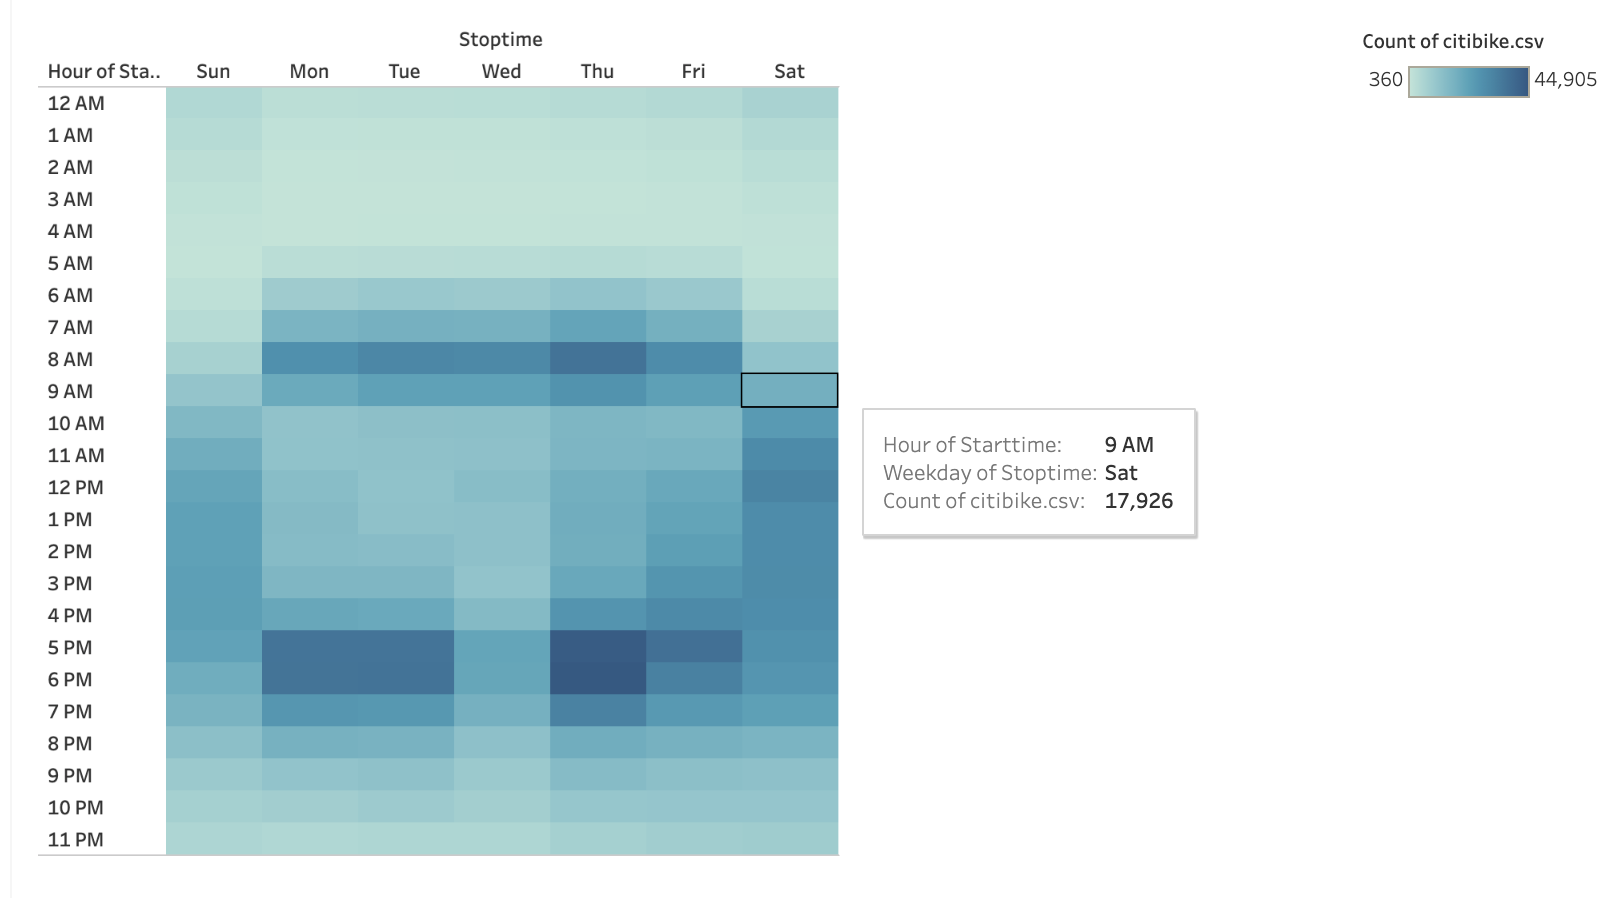 Stoptime
Count of citibike.csv
Hour of Sta.. Sun Mon Tue Wed Thu Fri Sat
360 44,905
12 AM
1 AM
2 AM
3 AM
4 AM
5 AM
6 AM
7 AM
8 AM
9 AM
10 AM
11 AM
12 PM
1 PM
2 PM
3 PM
4 PM
5 PM
6 PM
7 PM
8 PM
9 PM
10 PM
11 PM
Hour of Starttime: 9 AM
Weekday of Stoptime: Sat
Count of citibike.csv: 17,926